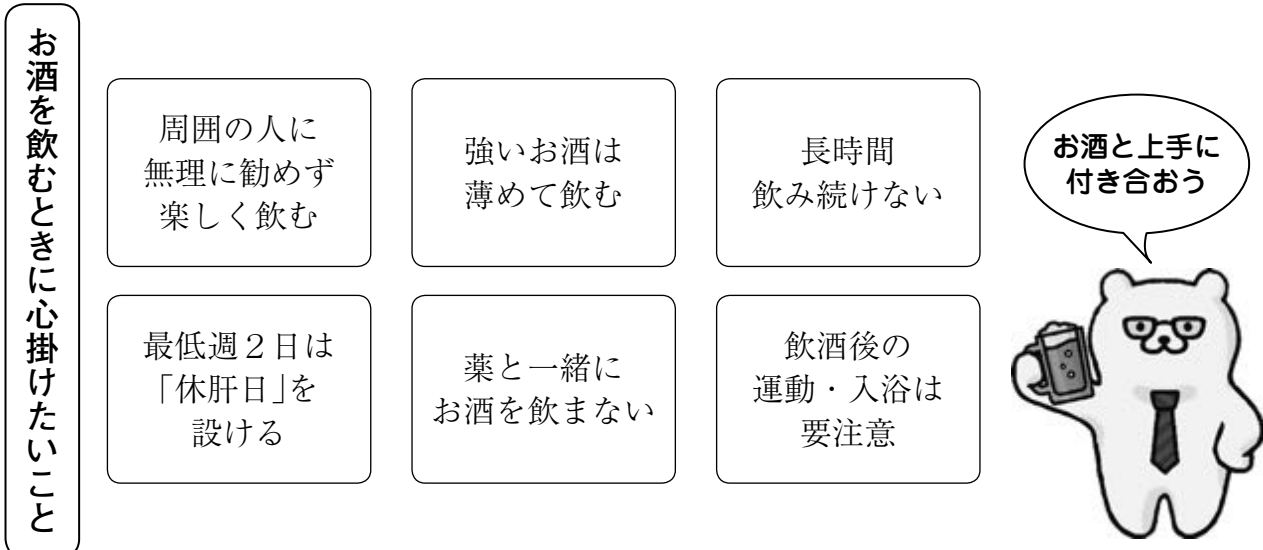 お酒を飲むときに心掛けたいこと
周囲の人に
無理に勧めず
楽しく飲む
強いお酒は
薄めて飲む
長時間
飲み続けない
最低週２日は
「休肝日」を
設ける
薬と一緒に
お酒を飲まない
飲酒後の
運動・入浴は
要注意
お酒と上手に
付き合おう